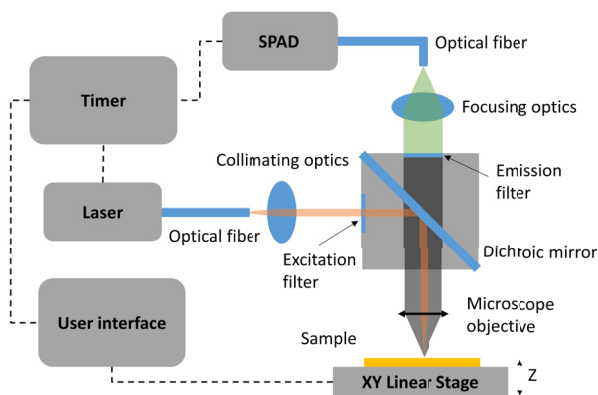 SPAD
Optical fiber
Timer
Focusing optics
Collimating optics
Emission
filter
Laser
Optical fiber
Excitation
filter
Dichroic mirror
User interface
Microscope
objective
Sample
XY Linear Stage
Z